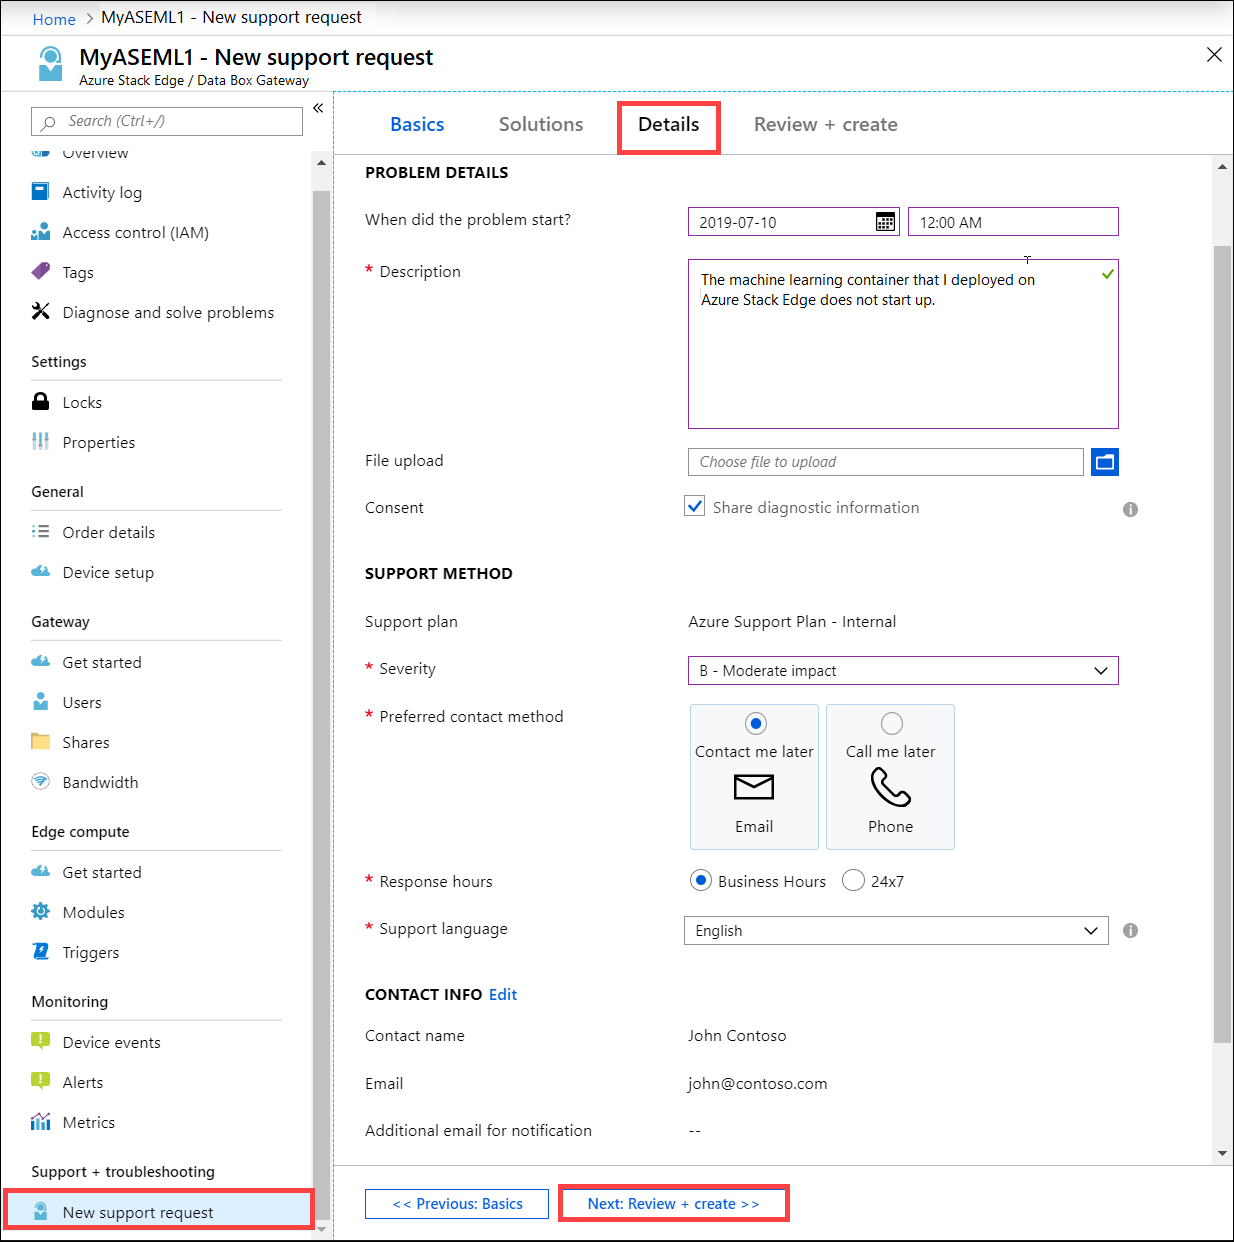 Home > MyASEML1 - New support request
MyASEML1 - New support request
Azure Stack Edge / Data Box Gateway
Search (Ctrl+/)
«
Overview
Activity log
Access control (IAM)
Tags
Diagnose and solve problems
Settings
Locks
Properties
General
Order details
Device setup
Gateway
Get started
Users
Shares
Bandwidth
Edge compute
Get started
Modules
Triggers
Monitoring
Device events
Alerts
Metrics
Support + troubleshooting
New support request
Basics Solutions Details Review + create
PROBLEM DETAILS
When did the problem start? 2019-07-10 12:00 AM
* Description
The machine learning container that I deployed on
Azure Stack Edge does not start up.
File upload Choose file to upload
Consent Share diagnostic information
SUPPORT METHOD
Support plan Azure Support Plan - Internal
* Severity B - Moderate impact
* Preferred contact method
Contact me later Call me later
Email Phone
* Response hours Business Hours 24x7
* Support language English
CONTACT INFO Edit
Contact name John Contoso
Email john@contoso.com
Additional email for notification --
<< Previous: Basics Next: Review + create >>